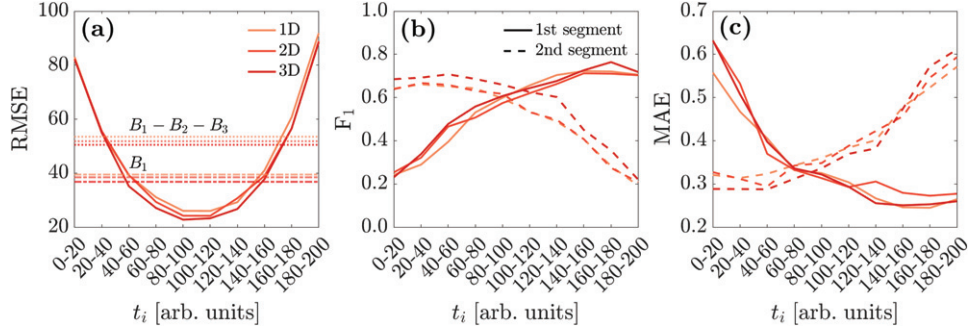 (a)
1D
2D
3D
B₁ − B₂ − B₃
B₁
RMSE
100
80
60
40
20
0-20
20-40
40-60
60-80
80-100
100-120
120-140
140-160
160-180
180-200
tᵢ [arb. units]
(b)
1st segment
2nd segment
F₁
1.0
0.8
0.6
0.4
0.2
0.0
0-20
20-40
40-60
60-80
80-100
100-120
120-140
140-160
160-180
180-200
tᵢ [arb. units]
(c)
MAE
0.7
0.6
0.5
0.4
0.3
0.2
0-20
20-40
40-60
60-80
80-100
100-120
120-140
140-160
160-180
180-200
tᵢ [arb. units]